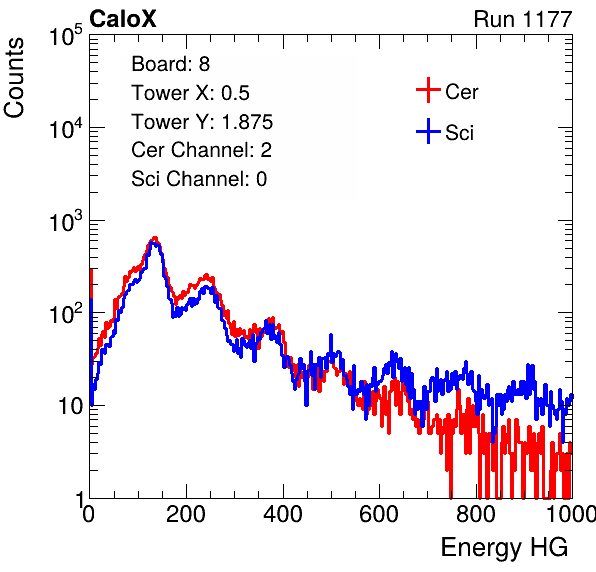 CaloX Run 1177
Counts
10^5
10^4
10^3
10^2
10
1
Board: 8
Tower X: 0.5
Tower Y: 1.875
Cer Channel: 2
Sci Channel: 0
Cer
Sci
0 200 400 600 800 1000
Energy HG